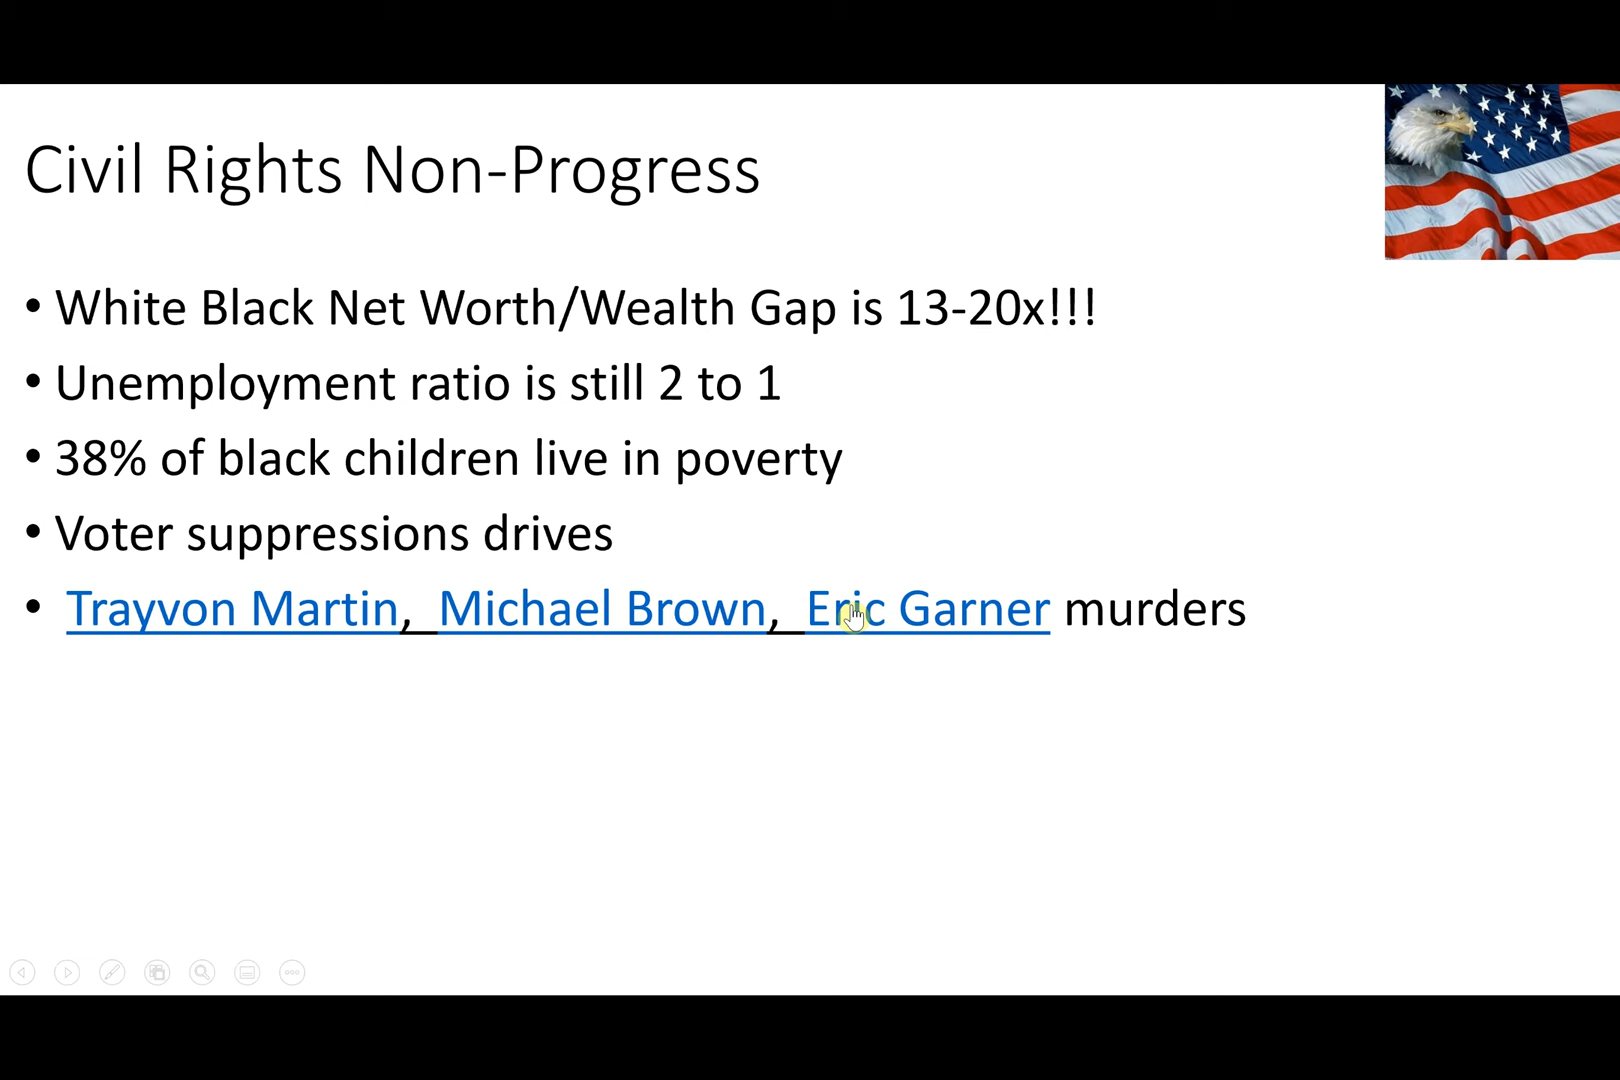 Civil Rights Non-Progress
• White Black Net Worth/Wealth Gap is 13-20x!!!
• Unemployment ratio is still 2 to 1
• 38% of black children live in poverty
• Voter suppressions drives
• Trayvon Martin, Michael Brown, Eric Garner murders